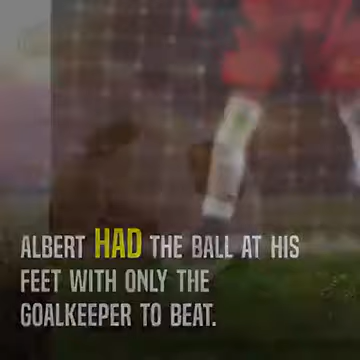 ALBERT HAD THE BALL AT HIS
FEET WITH ONLY THE
GOALKEEPER TO BEAT.